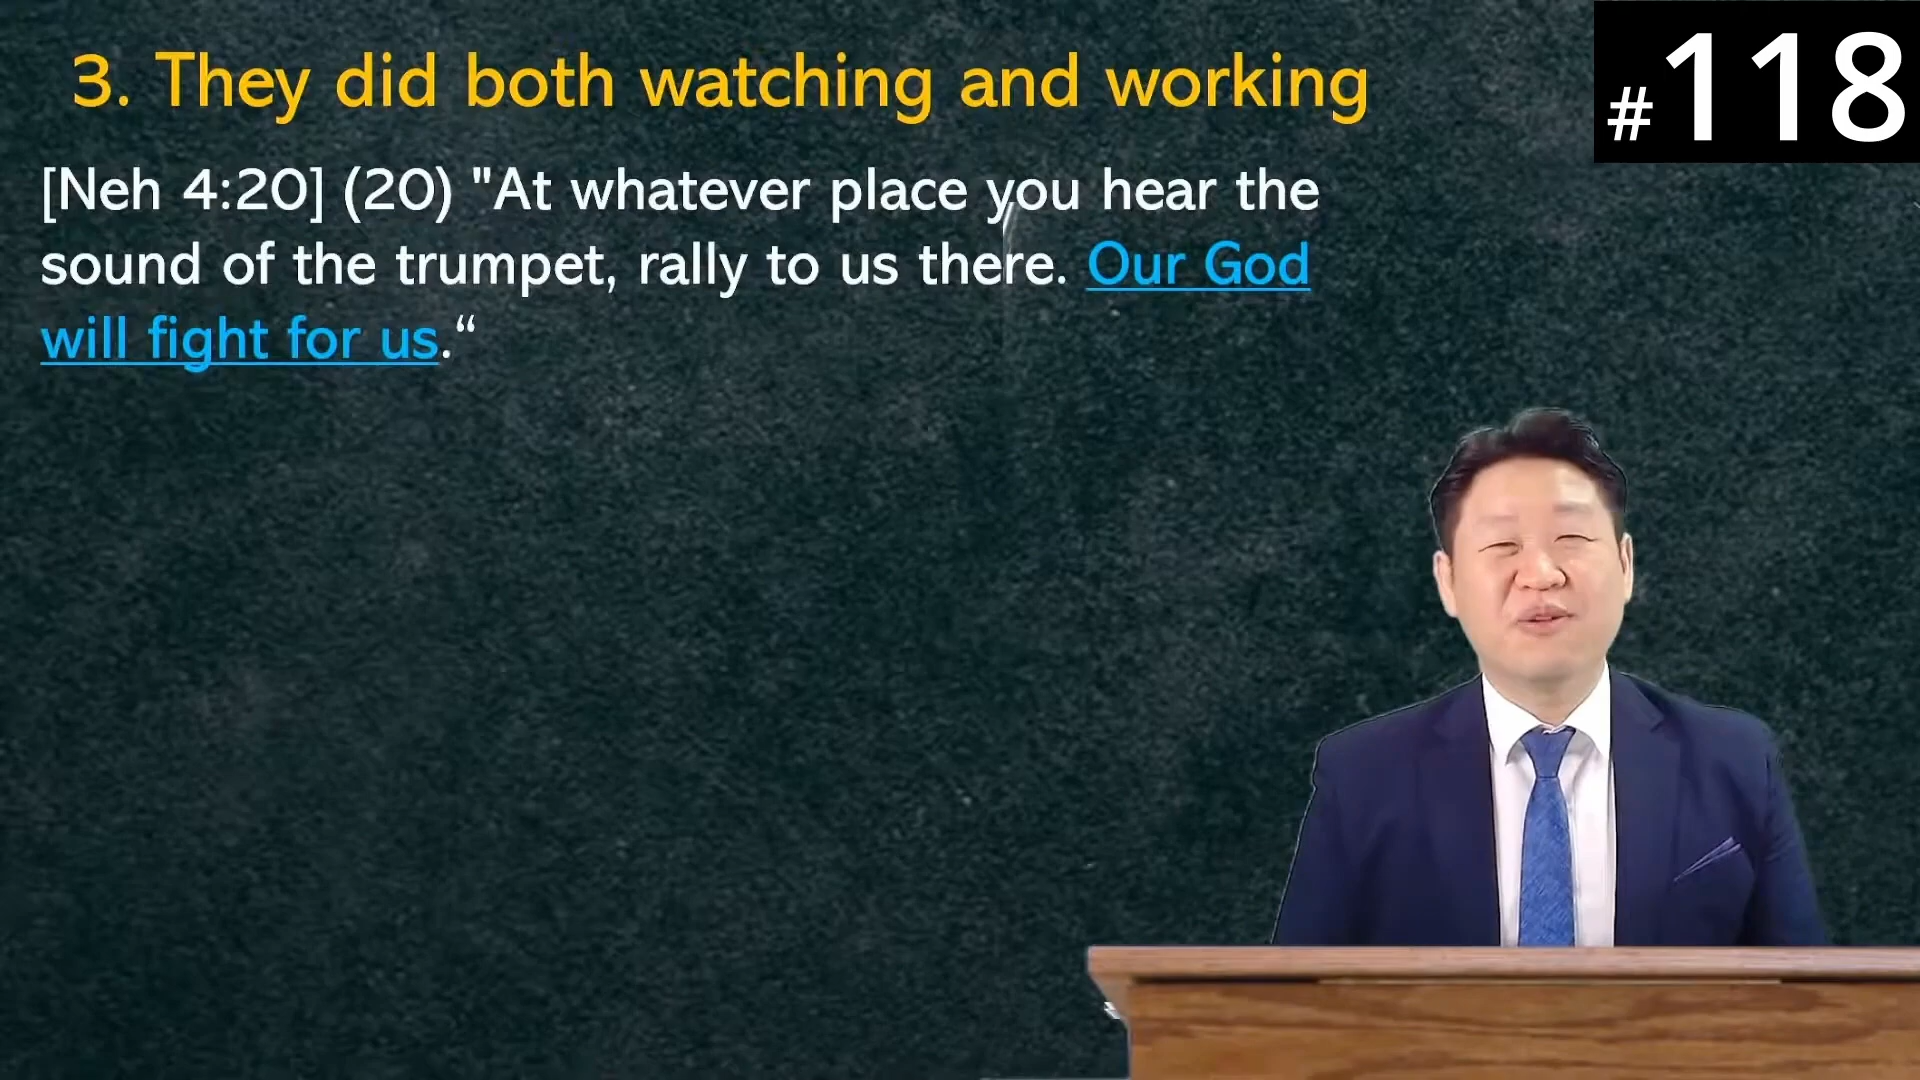 3. They did both watching and working
#118
[Neh 4:20] (20) "At whatever place you hear the
sound of the trumpet, rally to us there. Our God
will fight for us.“